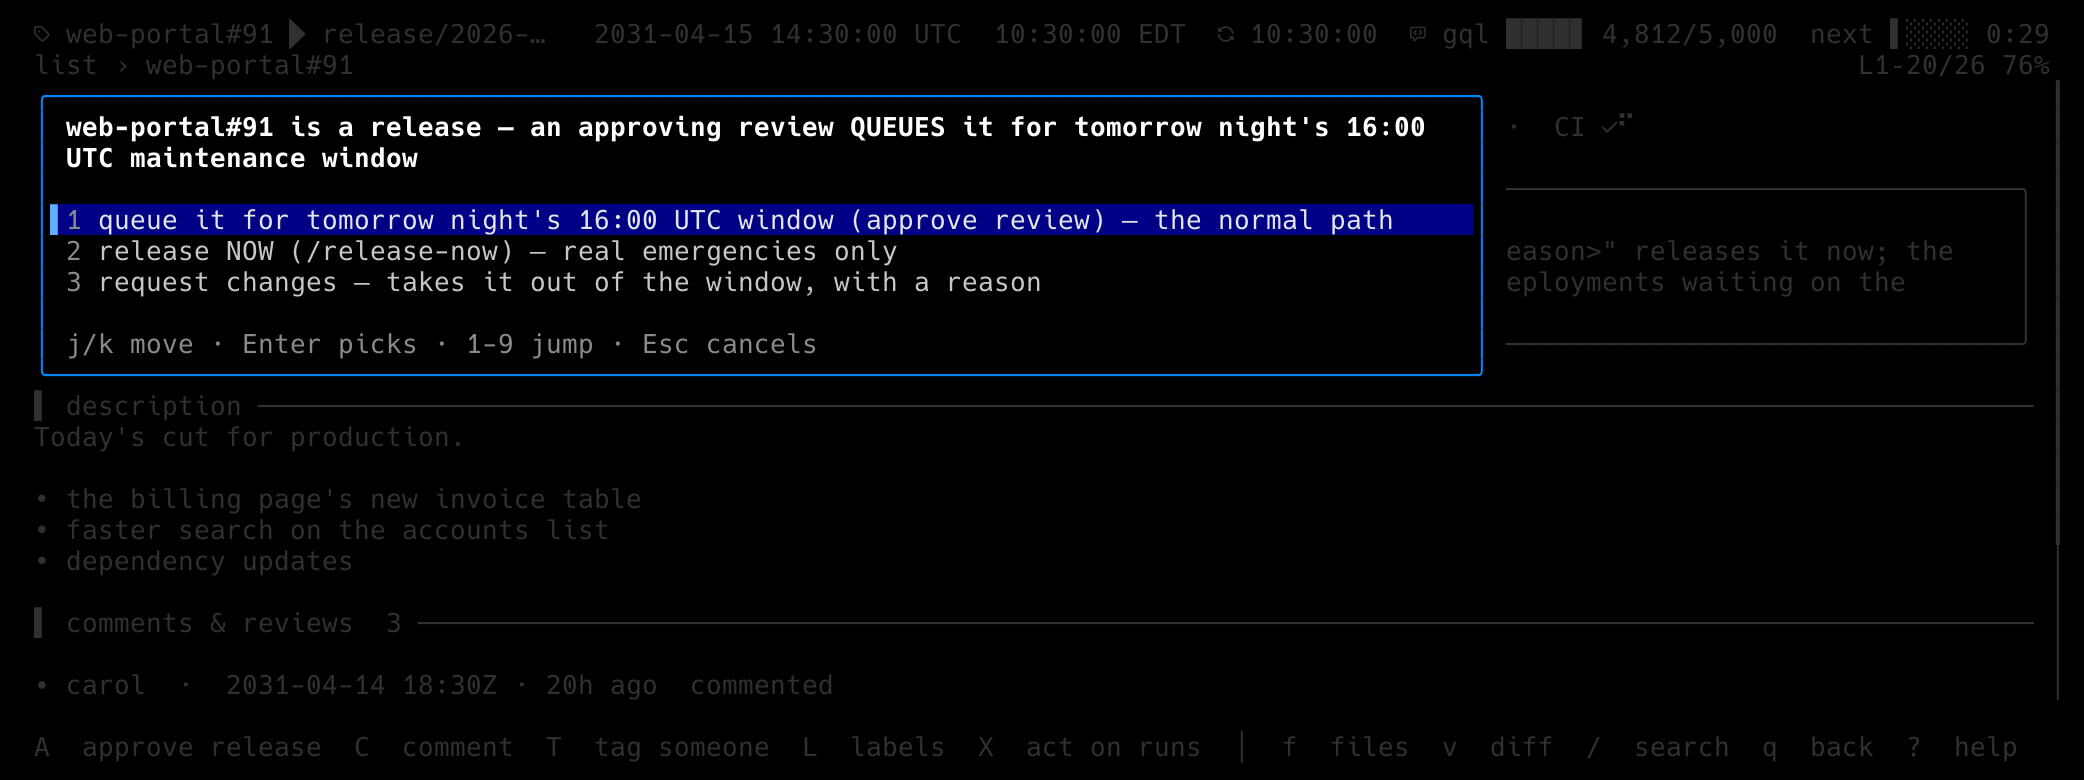 web-portal#91 release/2026-… 2031-04-15 14:30:00 UTC 10:30:00 EDT 10:30:00 gql 4,812/5,000 next 0:29
list › web-portal#91 L1-20/26 76%
web-portal#91 is a release — an approving review QUEUES it for tomorrow night's 16:00
UTC maintenance window
· CI ✓
1 queue it for tomorrow night's 16:00 UTC window (approve review) — the normal path
2 release NOW (/release-now) — real emergencies only
eason>" releases it now; the
3 request changes — takes it out of the window, with a reason
eployments waiting on the
j/k move · Enter picks · 1-9 jump · Esc cancels
description
Today's cut for production.
• the billing page's new invoice table
• faster search on the accounts list
• dependency updates
comments & reviews 3
• carol · 2031-04-14 18:30Z · 20h ago commented
A approve release C comment T tag someone L labels X act on runs │ f files v diff / search q back ? help